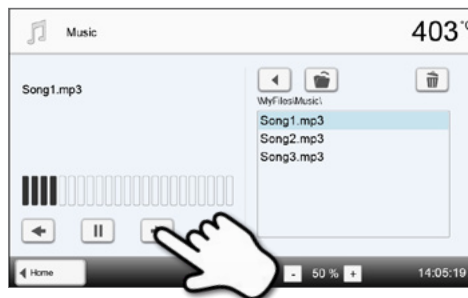 Music
403 °C
Song1.mp3
\MyFiles\Music\
Song1.mp3
Song2.mp3
Song3.mp3
Home
- 50 % +
14:05:19